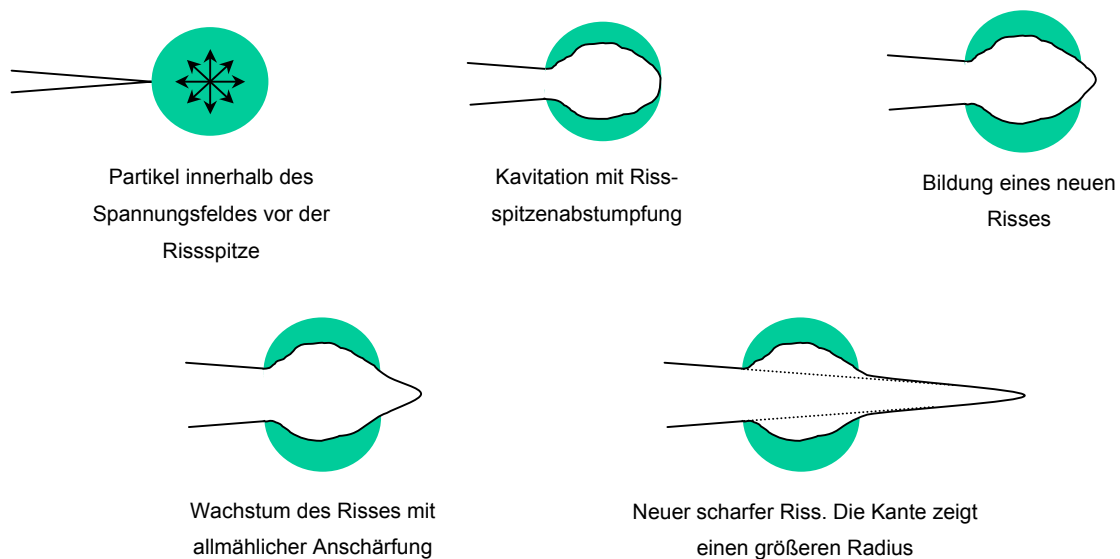 Partikel innerhalb des
Spannungsfeldes vor der
Rissspitze
Kavitation mit Riss-
spitzenabstumpfung
Bildung eines neuen
Risses
Wachstum des Risses mit
allmählicher Anschärfung
Neuer scharfer Riss. Die Kante zeigt
einen größeren Radius